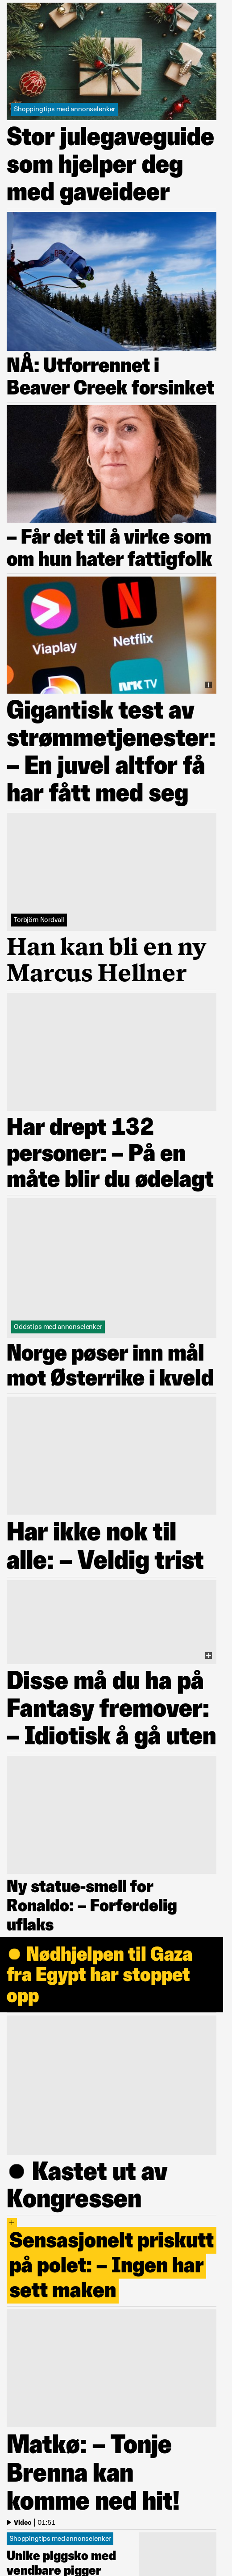 Shoppingtips med annonselenker
Stor julegaveguide
som hjelper deg
med gaveideer
NÅ: Utforrennet i
Beaver Creek forsinket
– Får det til å virke som
om hun hater fattigfolk
Viaplay
Netflix
NRK TV
Gigantisk test av
strømmetjenester:
– En juvel altfor få
har fått med seg
Torbjörn Nordvall
Han kan bli en ny
Marcus Hellner
Har drept 132
personer: – På en
måte blir du ødelagt
Oddstips med annonselenker
Norge pøser inn mål
mot Østerrike i kveld
Har ikke nok til
alle: – Veldig trist
Disse må du ha på
Fantasy fremover:
– Idiotisk å gå uten
Ny statue-smell for
Ronaldo: – Forferdelig
uflaks
Nødhjelpen til Gaza
fra Egypt har stoppet
opp
Kastet ut av
Kongressen
+
Sensasjonelt priskutt
på polet: – Ingen har
sett maken
Matkø: – Tonje
Brenna kan
komme ned hit!
Video | 01:51
Shoppingtips med annonselenker
Unike piggsko med
vendbare pigger